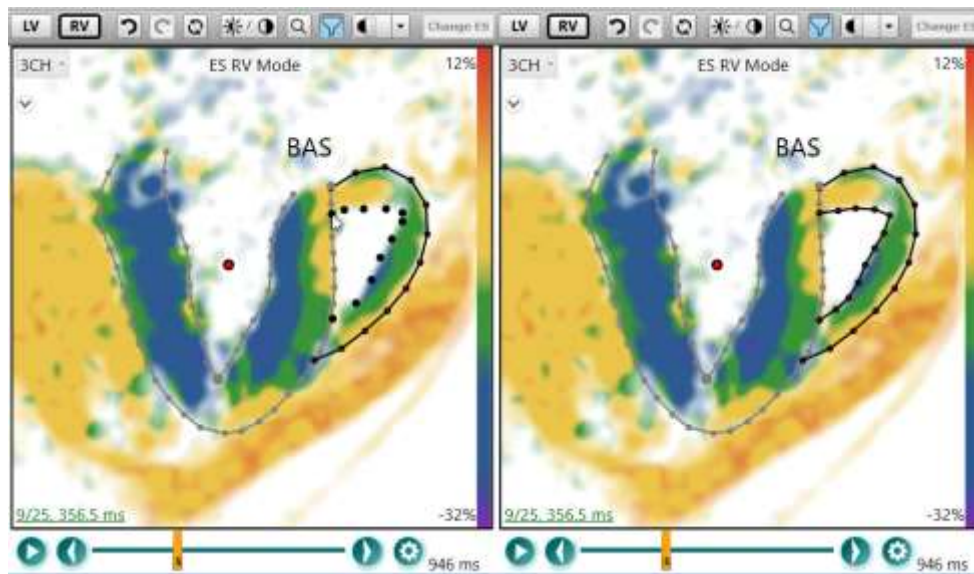 LV RV Change ES
3CH ES RV Mode 12%
BAS
9/25, 356.5 ms -32%
946 ms
LV RV Change ES
3CH ES RV Mode 12%
BAS
9/25, 356.5 ms -32%
946 ms